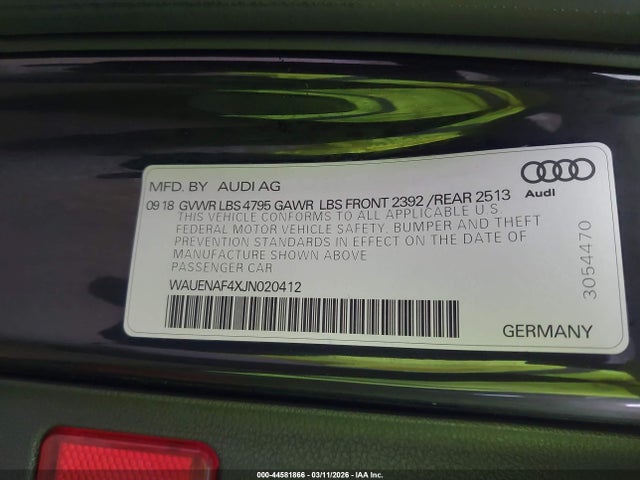 MFD. BY AUDI AG
09 18 GVWR LBS 4795 GAWR LBS FRONT 2392 /REAR 2513
THIS VEHICLE CONFORMS TO ALL APPLICABLE U.S
FEDERAL MOTOR VEHICLE SAFETY. BUMPER AND THEFT
PREVENTION STANDARDS IN EFFECT ON THE DATE OF
MANUFACTURE SHOWN ABOVE
PASSENGER CAR
WAUENAF4XJN020412
Audi
3054470
GERMANY
000-44581866 - 03/11/2026 - IAA Inc.